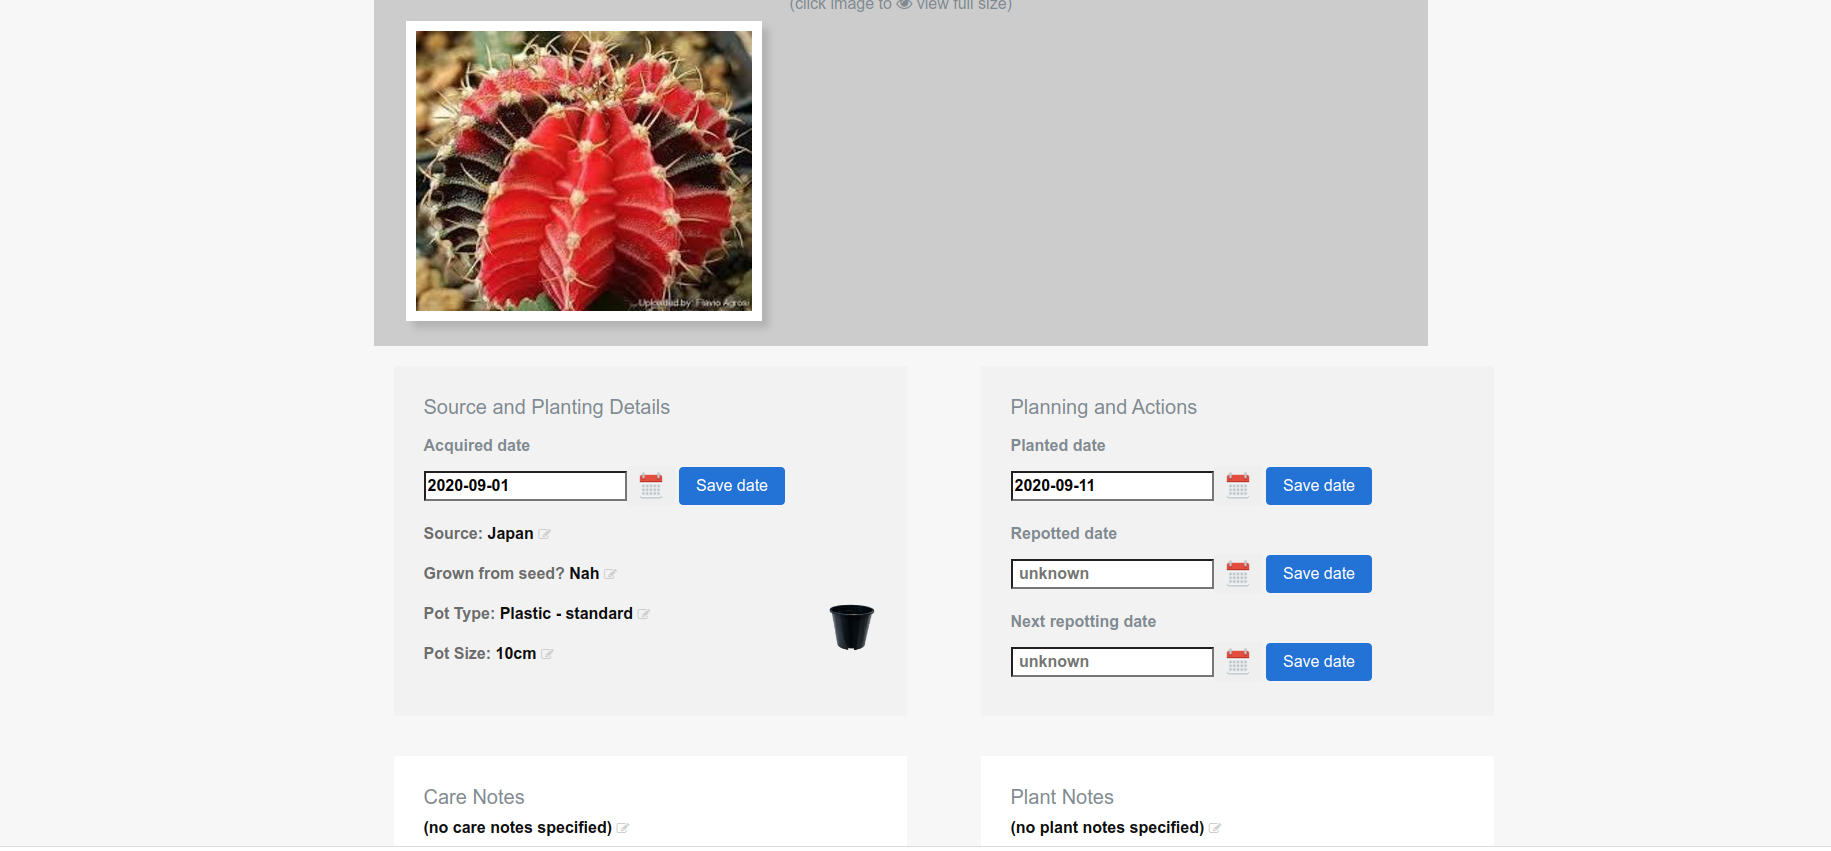 (click image to view full size)
Uploaded by: Flavio Agrosi
Source and Planting Details
Acquired date
2020-09-01
Save date
Source: Japan
Grown from seed? Nah
Pot Type: Plastic - standard
Pot Size: 10cm
Planning and Actions
Planted date
2020-09-11
Save date
Repotted date
unknown
Save date
Next repotting date
unknown
Save date
Care Notes
(no care notes specified)
Plant Notes
(no plant notes specified)